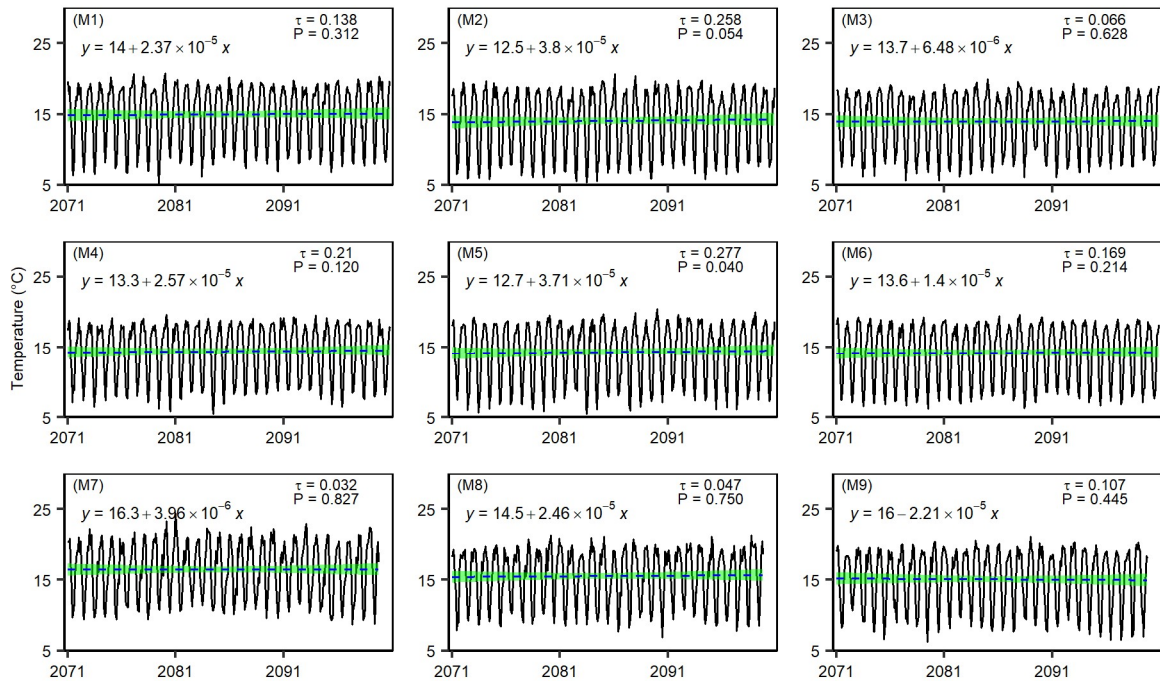 (M1)
τ = 0.138
P = 0.312
y = 14 + 2.37 × 10⁻⁵ x
25
15
5
2071
2081
2091
(M2)
τ = 0.258
P = 0.054
y = 12.5 + 3.8 × 10⁻⁵ x
25
15
5
2071
2081
2091
(M3)
τ = 0.066
P = 0.628
y = 13.7 + 6.48 × 10⁻⁶ x
25
15
5
2071
2081
2091
Temperature (°C)
(M4)
τ = 0.21
P = 0.120
y = 13.3 + 2.57 × 10⁻⁵ x
25
15
5
2071
2081
2091
(M5)
τ = 0.277
P = 0.040
y = 12.7 + 3.71 × 10⁻⁵ x
25
15
5
2071
2081
2091
(M6)
τ = 0.169
P = 0.214
y = 13.6 + 1.4 × 10⁻⁵ x
25
15
5
2071
2081
2091
(M7)
τ = 0.032
P = 0.827
y = 16.3 + 3.96 × 10⁻⁶ x
25
15
5
2071
2081
2091
(M8)
τ = 0.047
P = 0.750
y = 14.5 + 2.46 × 10⁻⁵ x
25
15
5
2071
2081
2091
(M9)
τ = 0.107
P = 0.445
y = 16 − 2.21 × 10⁻⁵ x
25
15
5
2071
2081
2091